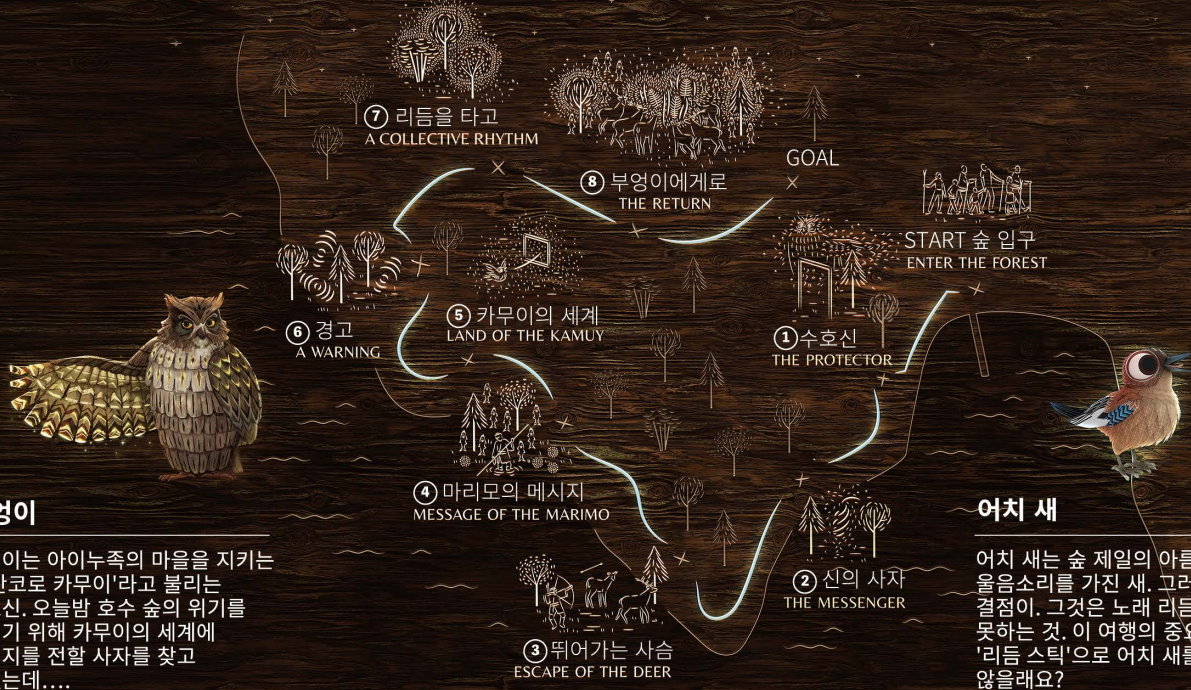 ⑦ 리듬을 타고
A COLLECTIVE RHYTHM
⑧ 부엉이에게로
THE RETURN
GOAL
START 숲 입구
ENTER THE FOREST
① 수호신
THE PROTECTOR
⑥ 경고
A WARNING
⑤ 카무이의 세계
LAND OF THE KAMUY
④ 마리모의 메시지
MESSAGE OF THE MARIMO
② 신의 사자
THE MESSENGER
③ 뛰어가는 사슴
ESCAPE OF THE DEER
엉이
이는 아이누족의 마을을 지키는
코로 카무이'라고 불리는
신. 오늘밤 호수 숲의 위기를
기 위해 카무이의 세계에
지를 전할 사자를 찾고
는데....
어치 새
어치 새는 숲 제일의 아름
울음소리를 가진 새. 그러
결점이. 그것은 노래 리듬
못하는 것. 이 여행의 중요
'리듬 스틱'으로 어치 새를
않을래요?